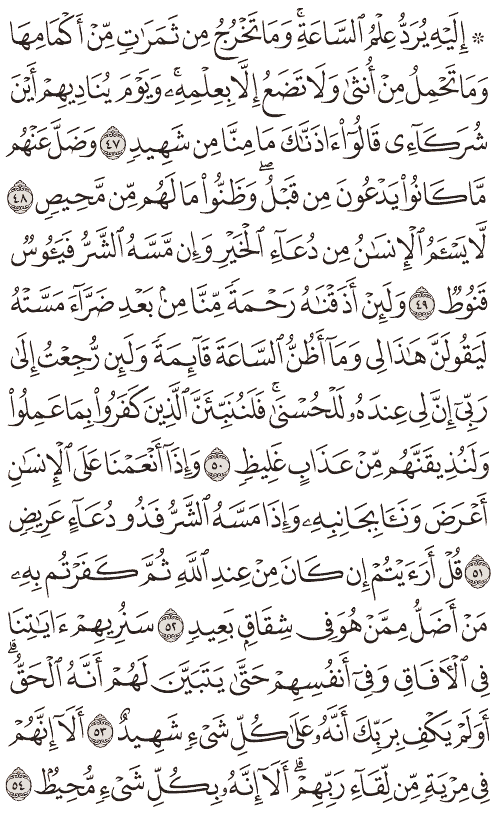 ۞ إِلَيْهِ يُرَدُّ عِلْمُ ٱلسَّاعَةِۚ وَمَا تَخْرُجُ مِن ثَمَرَٰتٍ مِّنْ أَكْمَامِهَا
وَمَا تَحْمِلُ مِنْ أُنثَىٰ وَلَا تَضَعُ إِلَّا بِعِلْمِهِۦۚ وَيَوْمَ يُنَادِيهِمْ أَيْنَ
شُرَكَآءِى قَالُوٓا۟ ءَاذَنَّٰكَ مَا مِنَّا مِن شَهِيدٍ ٤٧ وَضَلَّ عَنْهُم
مَّا كَانُوا۟ يَدْعُونَ مِن قَبْلُۖ وَظَنُّوا۟ مَا لَهُم مِّن مَّحِيصٍ ٤٨
لَّا يَسْـَٔمُ ٱلْإِنسَٰنُ مِن دُعَآءِ ٱلْخَيْرِ وَإِن مَّسَّهُ ٱلشَّرُّ فَيَـُٔوسٌ
قَنُوطٌ ٤٩ وَلَئِنْ أَذَقْنَٰهُ رَحْمَةً مِّنَّا مِنۢ بَعْدِ ضَرَّآءَ مَسَّتْهُ
لَيَقُولَنَّ هَٰذَا لِى وَمَآ أَظُنُّ ٱلسَّاعَةَ قَآئِمَةً وَلَئِن رُّجِعْتُ إِلَىٰ
رَبِّىٓ إِنَّ لِى عِندَهُۥ لَلْحُسْنَىٰۚ فَلَنُنَبِّئَنَّ ٱلَّذِينَ كَفَرُوا۟ بِمَا عَمِلُوا۟
وَلَنُذِيقَنَّهُم مِّنْ عَذَابٍ غَلِيظٍ ٥٠ وَإِذَآ أَنْعَمْنَا عَلَى ٱلْإِنسَٰنِ
أَعْرَضَ وَنَـَٔا بِجَانِبِهِۦ وَإِذَا مَسَّهُ ٱلشَّرُّ فَذُو دُعَآءٍ عَرِيضٍ
٥١ قُلْ أَرَءَيْتُمْ إِن كَانَ مِنْ عِندِ ٱللَّهِ ثُمَّ كَفَرْتُم بِهِۦ
مَنْ أَضَلُّ مِمَّنْ هُوَ فِى شِقَاقٍۭ بَعِيدٍ ٥٢ سَنُرِيهِمْ ءَايَٰتِنَا
فِى ٱلْـَٔافَاقِ وَفِىٓ أَنفُسِهِمْ حَتَّىٰ يَتَبَيَّنَ لَهُمْ أَنَّهُ ٱلْحَقُّۗ
أَوَلَمْ يَكْفِ بِرَبِّكَ أَنَّهُۥ عَلَىٰ كُلِّ شَىْءٍ شَهِيدٌ ٥٣ أَلَآ إِنَّهُمْ
فِى مِرْيَةٍ مِّن لِّقَآءِ رَبِّهِمْۗ أَلَآ إِنَّهُۥ بِكُلِّ شَىْءٍ مُّحِيطٌۢ ٥٤